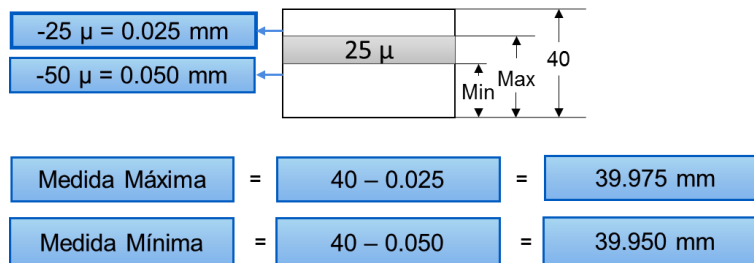 -25 µ = 0.025 mm
25 µ
40
-50 µ = 0.050 mm
Min
Max
Medida Máxima = 40 – 0.025 = 39.975 mm
Medida Mínima = 40 – 0.050 = 39.950 mm